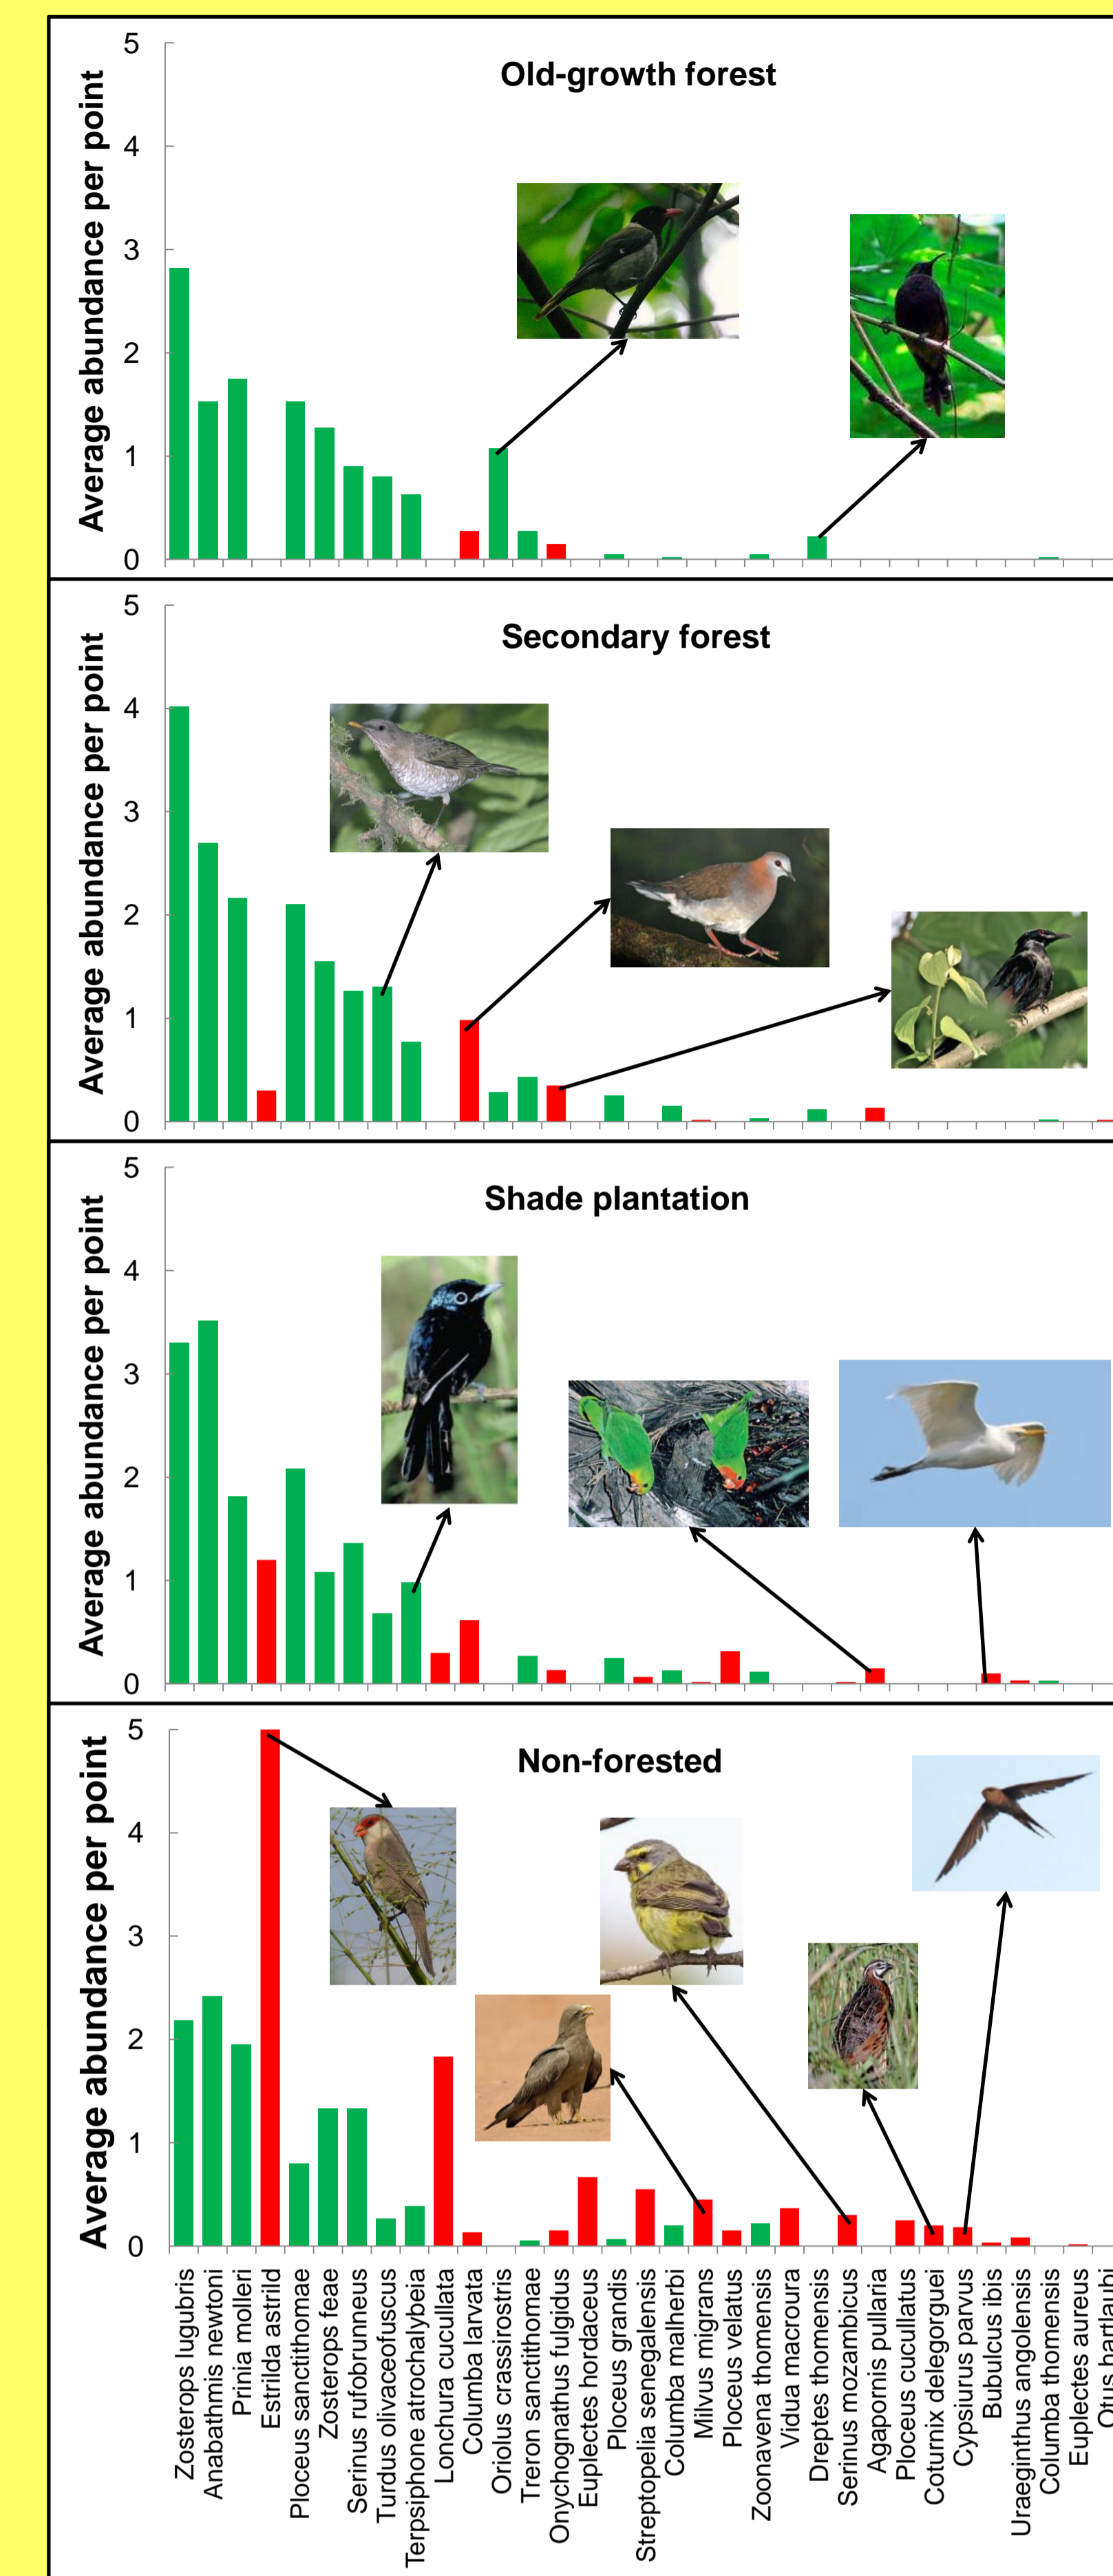 Old-growth forest
Average abundance per point
5
4
3
2
1
0
Secondary forest
Average abundance per point
5
4
3
2
1
0
Shade plantation
Average abundance per point
5
4
3
2
1
0
Non-forested
Average abundance per point
5
4
3
2
1
0
Zosterops lugubris
Anabathmis newtoni
Prinia molleri
Estrilda astrild
Ploceus sanctithomae
Zosterops feae
Serinus rufobrunneus
Turdus olivaceofuscus
Terpsiphone atrochalybeia
Lonchura cucullata
Columba larvata
Oriolus crassirostris
Treron sanctithomae
Onychognathus fulgidus
Euplectes hordaceus
Ploceus grandis
Streptopelia senegalensis
Columba malherbi
Milvus migrans
Ploceus velatus
Zoonavena thomensis
Vidua macroura
Dreptes thomensis
Serinus mozambicus
Agapornis pullaria
Ploceus cucullatus
Coturnix delegorguei
Cypsiurus parvus
Bubulcus ibis
Uraeginthus angolensis
Columba thomensis
Euplectes aureus
Otus hartlaubi